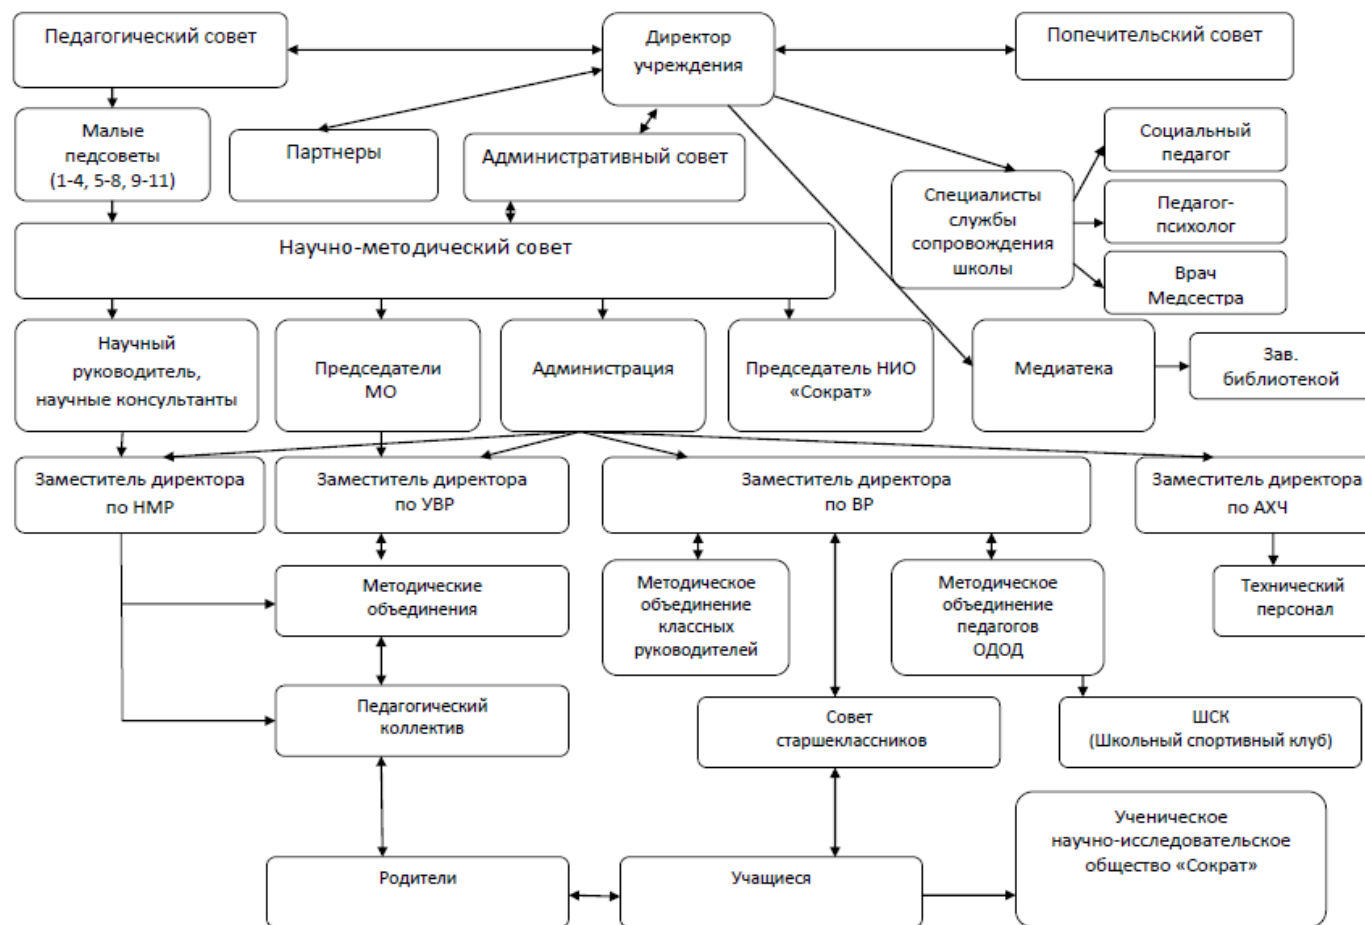 Педагогический совет
Директор
учреждения
Попечительский совет
Малые
педсоветы
(1-4, 5-8, 9-11)
Партнеры
Административный совет
Социальный
педагог
Специалисты
службы
сопровождения
школы
Педагог-
психолог
Врач
Медсестра
Научно-методический совет
Научный
руководитель,
научные консультанты
Председатели
МО
Администрация
Председатель НИО
«Сократ»
Медиатека
Зав.
библиотекой
Заместитель директора
по НМР
Заместитель директора
по УВР
Заместитель директора
по ВР
Заместитель директора
по АХЧ
Методические
объединения
Методическое
объединение
классных
руководителей
Методическое
объединение
педагогов
ОДОД
Технический
персонал
Педагогический
коллектив
Совет
старшеклассников
ШСК
(Школьный спортивный клуб)
Родители
Учащиеся
Ученическое
научно-исследовательское
общество «Сократ»